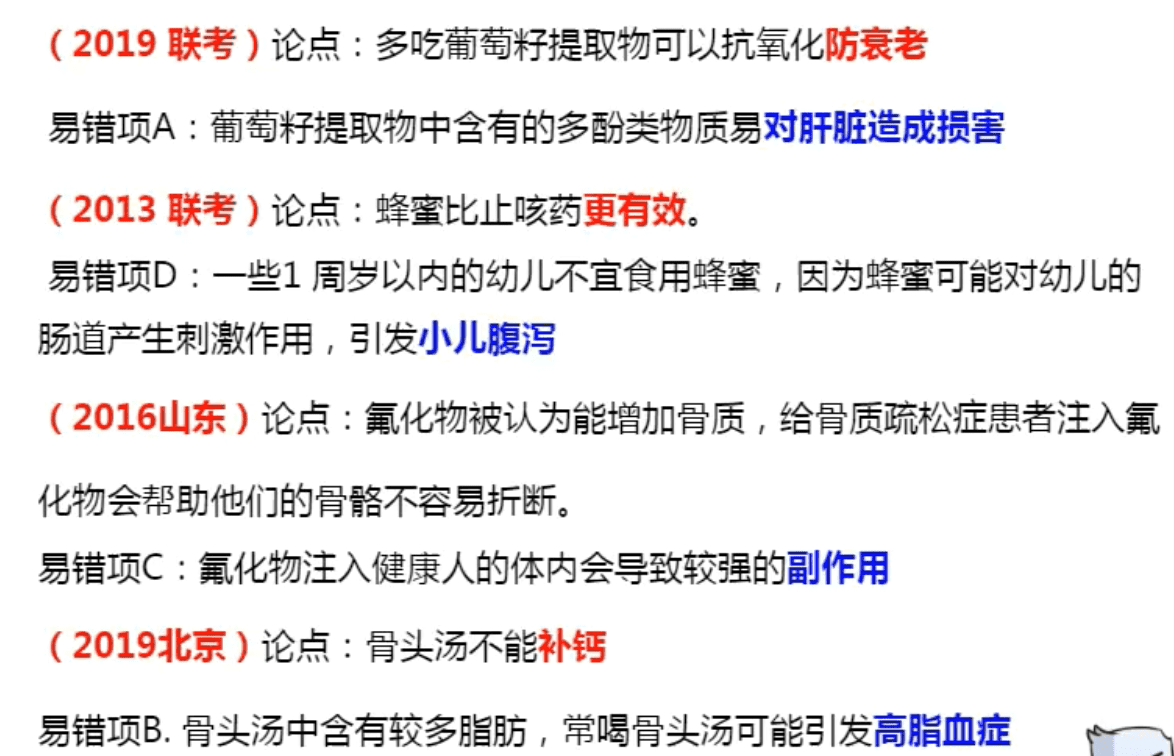 （2019 联考）论点：多吃葡萄籽提取物可以抗氧化防衰老
易错项A：葡萄籽提取物中含有的多酚类物质易对肝脏造成损害
（2013 联考）论点：蜂蜜比止咳药更有效。
易错项D：一些1 周岁以内的幼儿不宜食用蜂蜜，因为蜂蜜可能对幼儿的
肠道产生刺激作用，引发小儿腹泻
（2016山东）论点：氟化物被认为能增加骨质，给骨质疏松症患者注入氟
化物会帮助他们的骨骼不容易折断。
易错项C：氟化物注入健康人的体内会导致较强的副作用
（2019北京）论点：骨头汤不能补钙
易错项B. 骨头汤中含有较多脂肪，常喝骨头汤可能引发高脂血症